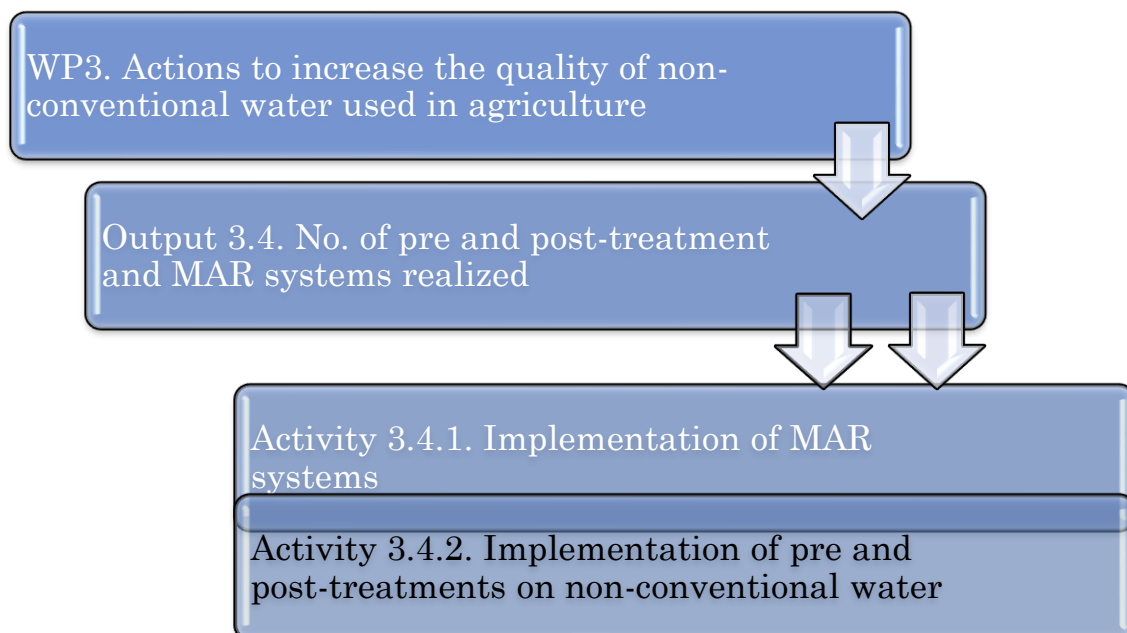 WP3. Actions to increase the quality of non-
conventional water used in agriculture
Output 3.4. No. of pre and post-treatment
and MAR systems realized
Activity 3.4.1. Implementation of MAR
systems
Activity 3.4.2. Implementation of pre and
post-treatments on non-conventional water